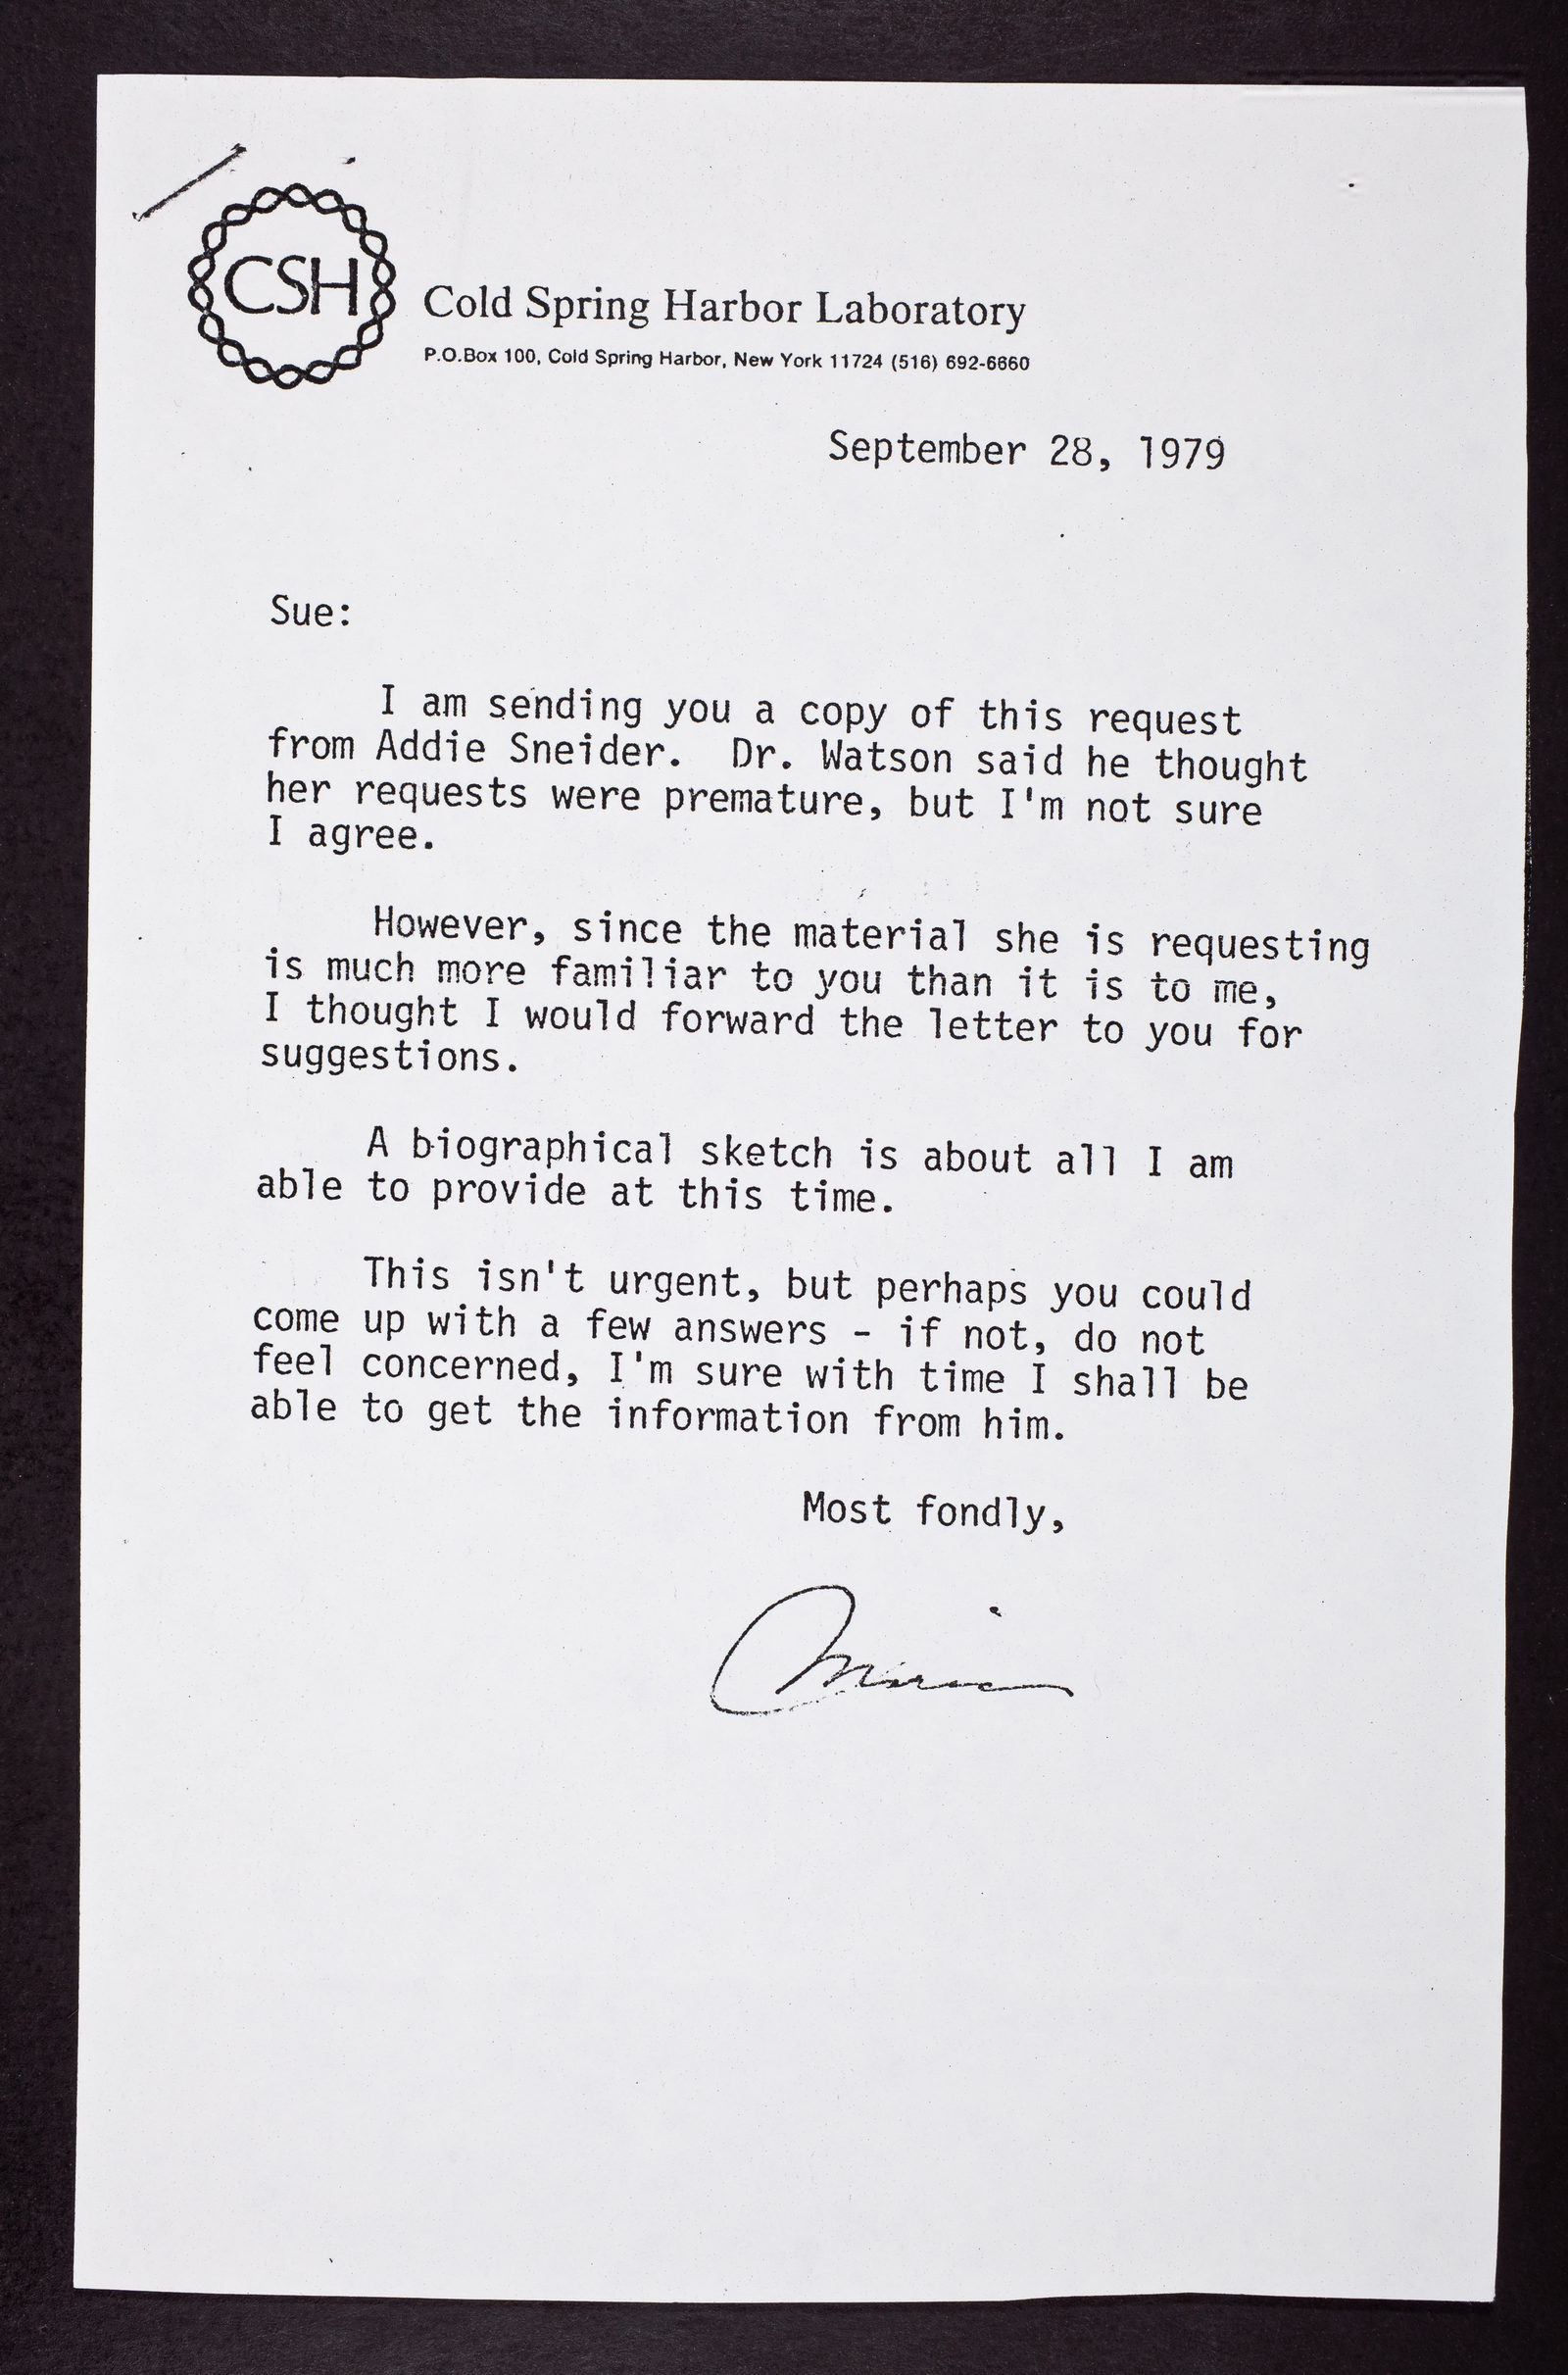 CSH
Cold Spring Harbor Laboratory
P.O.Box 100, Cold Spring Harbor, New York 11724 (516) 692-6660
September 28, 1979
Sue:
I am sending you a copy of this request
from Addie Sneider. Dr. Watson said he thought
her requests were premature, but I'm not sure
I agree.
However, since the material she is requesting
is much more familiar to you than it is to me,
I thought I would forward the letter to you for
suggestions.
A biographical sketch is about all I am
able to provide at this time.
This isn't urgent, but perhaps you could
come up with a few answers - if not, do not
feel concerned, I'm sure with time I shall be
able to get the information from him.
Most fondly,